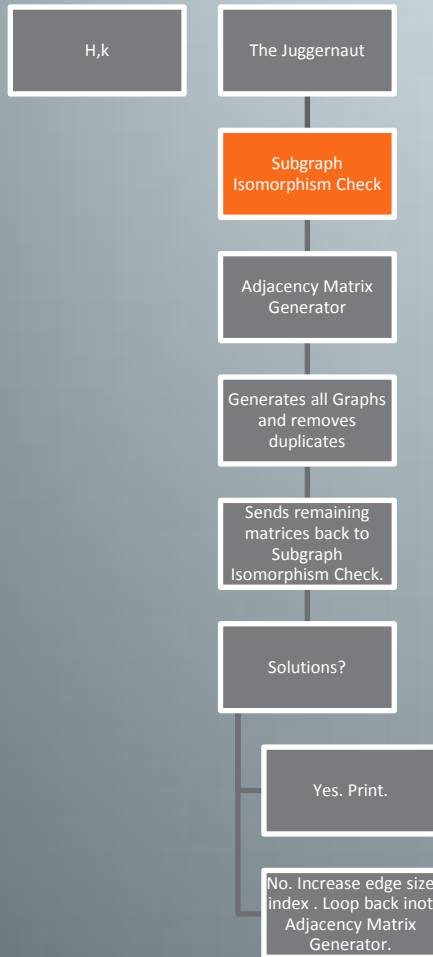 H,k
The Juggernaut
Subgraph
Isomorphism Check
Adjacency Matrix
Generator
Generates all Graphs
and removes
duplicates
Sends remaining
matrices back to
Subgraph
Isomorphism Check.
Solutions?
Yes. Print.
No. Increase edge size
index . Loop back inot
Adjacency Matrix
Generator.